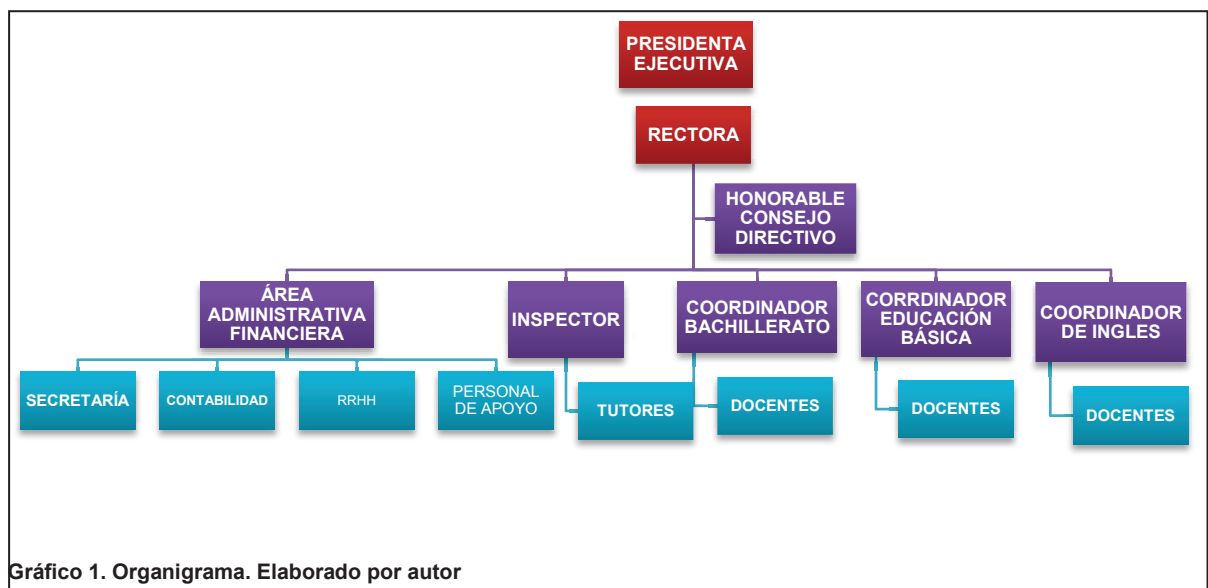 PRESIDENTA
EJECUTIVA
RECTORA
HONORABLE
CONSEJO
DIRECTIVO
ÁREA
ADMINISTRATIVA
FINANCIERA
INSPECTOR
COORDINADOR
BACHILLERATO
CORRDINADOR
EDUCACIÓN
BÁSICA
COORDINADOR
DE INGLES
SECRETARÍA
CONTABILIDAD
RRHH
PERSONAL
DE APOYO
TUTORES
DOCENTES
DOCENTES
DOCENTES
Gráfico 1. Organigrama. Elaborado por autor